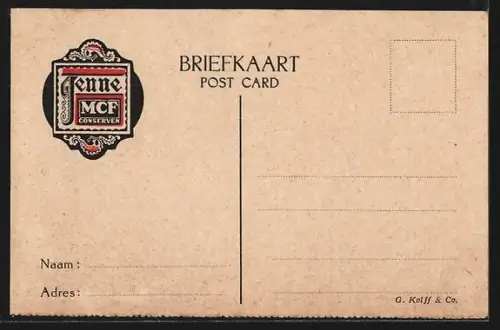 Jenne
MCF
CONSERVEN
BRIEFKAART
POST CARD
Naam :
Adres :
G. Kolff & Co.